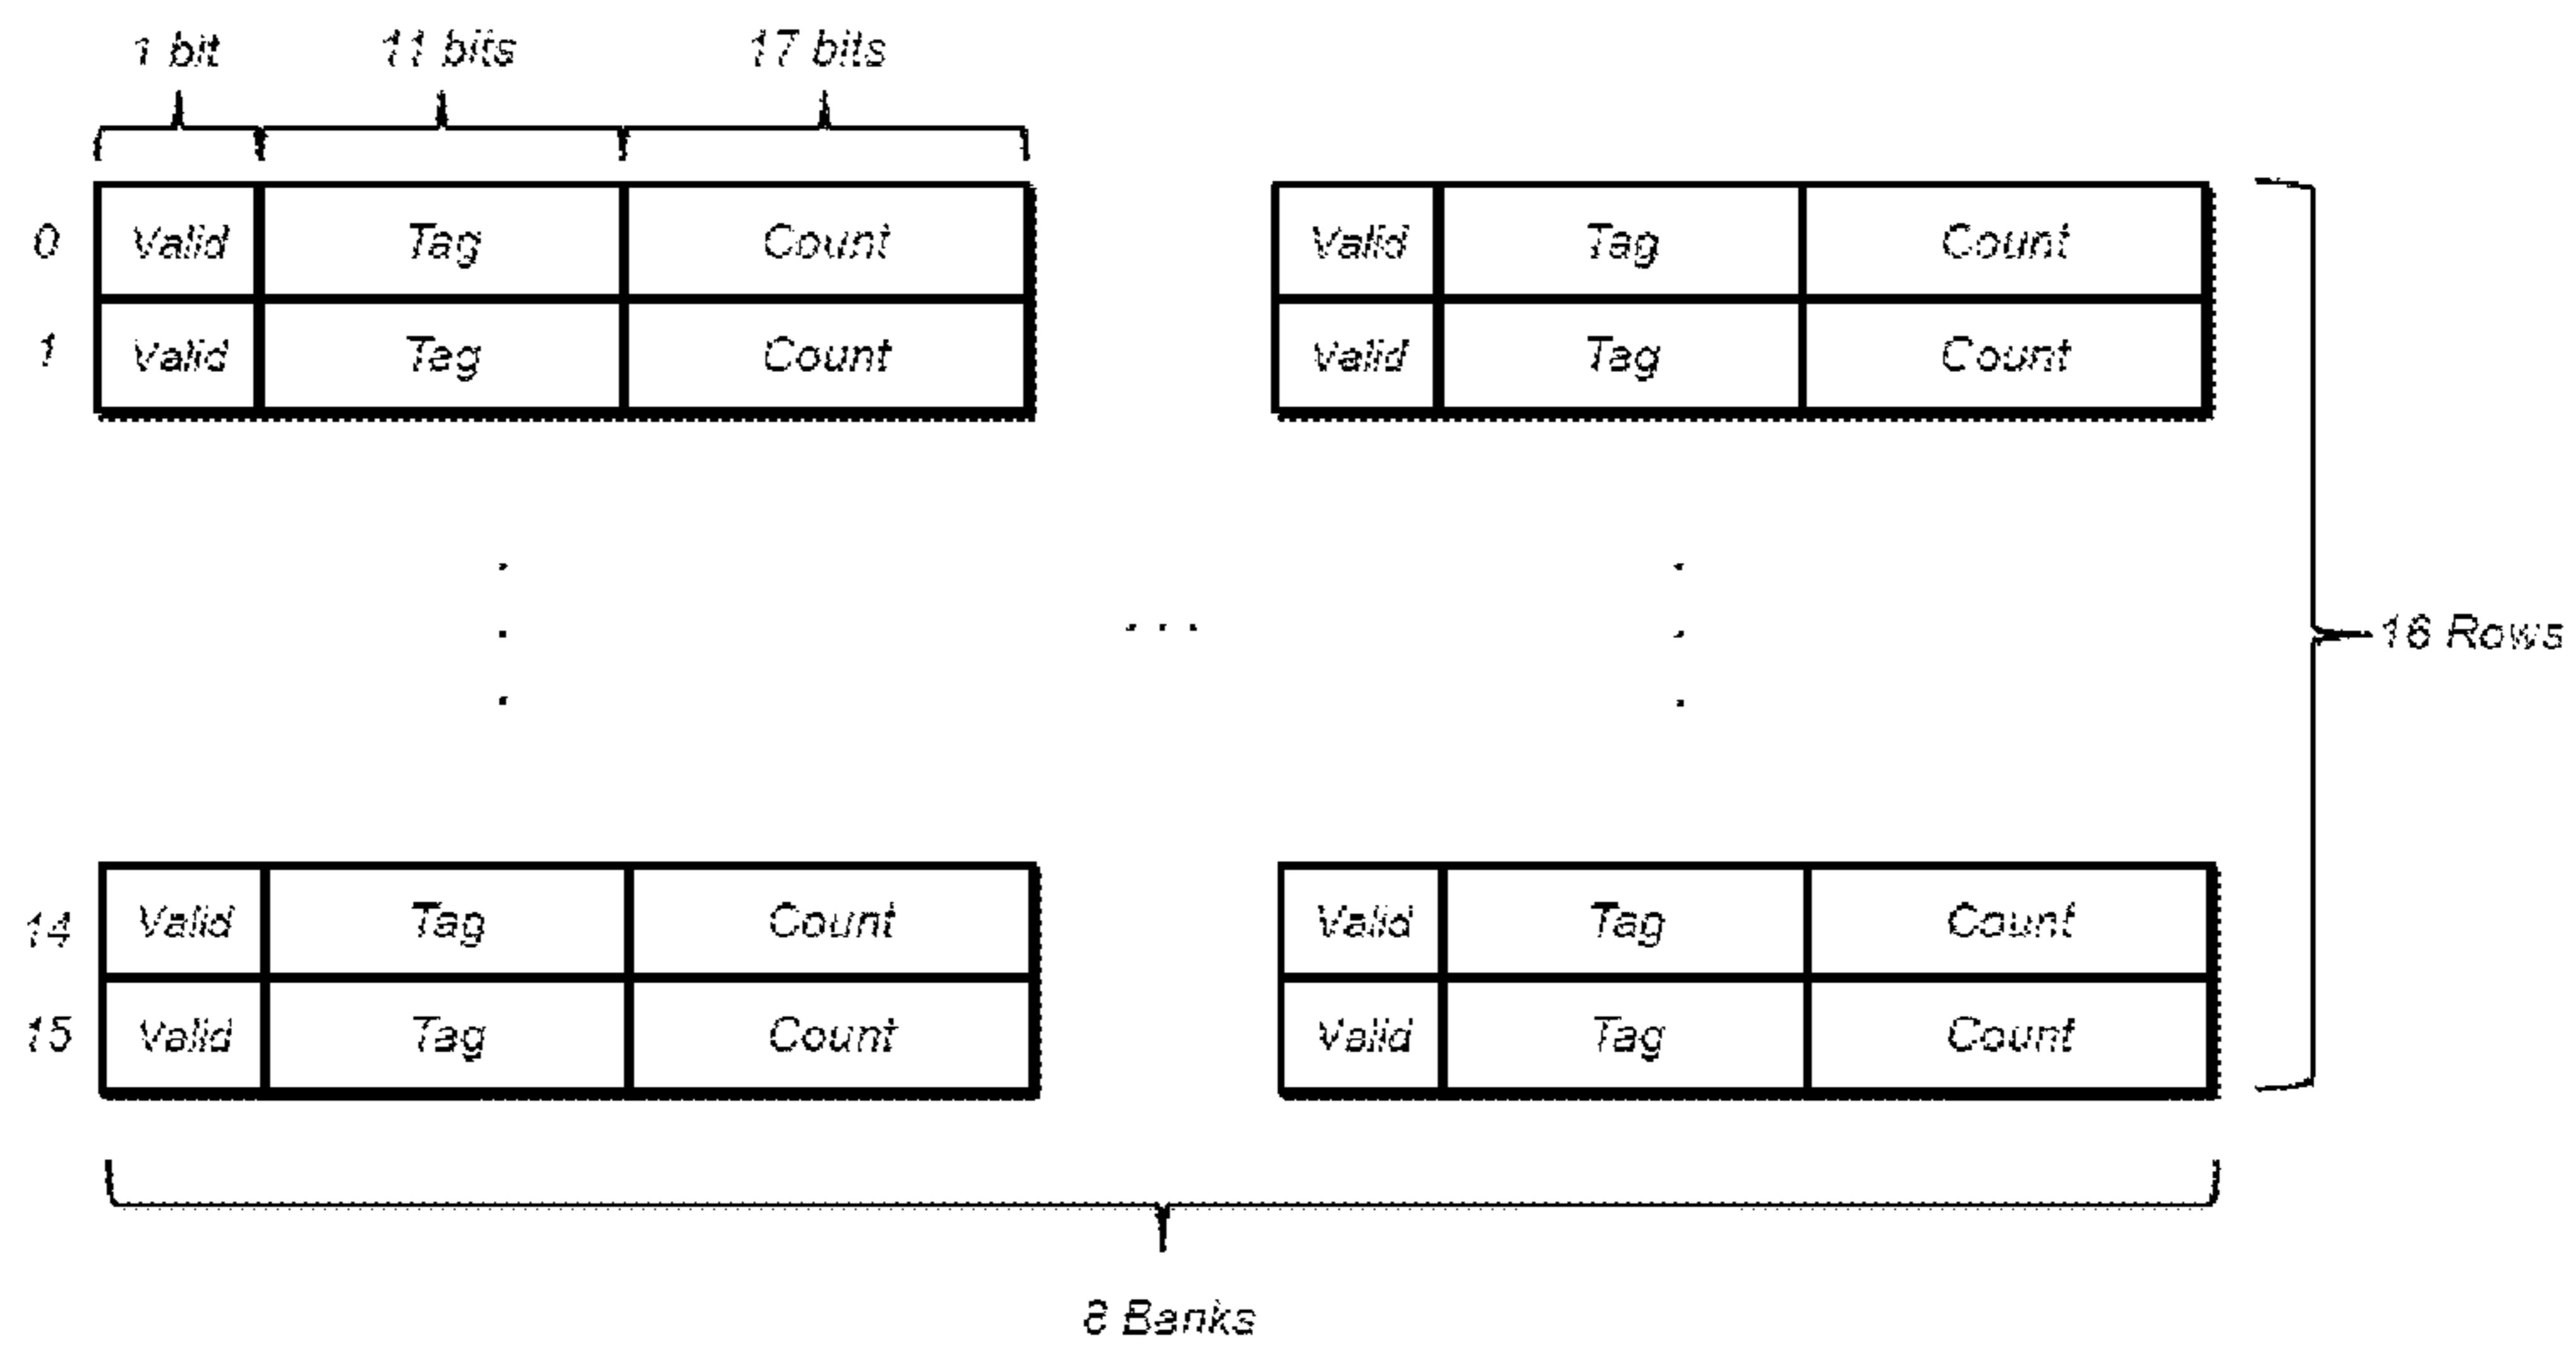 1 bit 11 bits 17 bits
0 Valid Tag Count Valid Tag Count
1 Valid Tag Count Valid Tag Count
. .
. ... . 16 Rows
. .
14 Valid Tag Count Valid Tag Count
15 Valid Tag Count Valid Tag Count
8 Banks